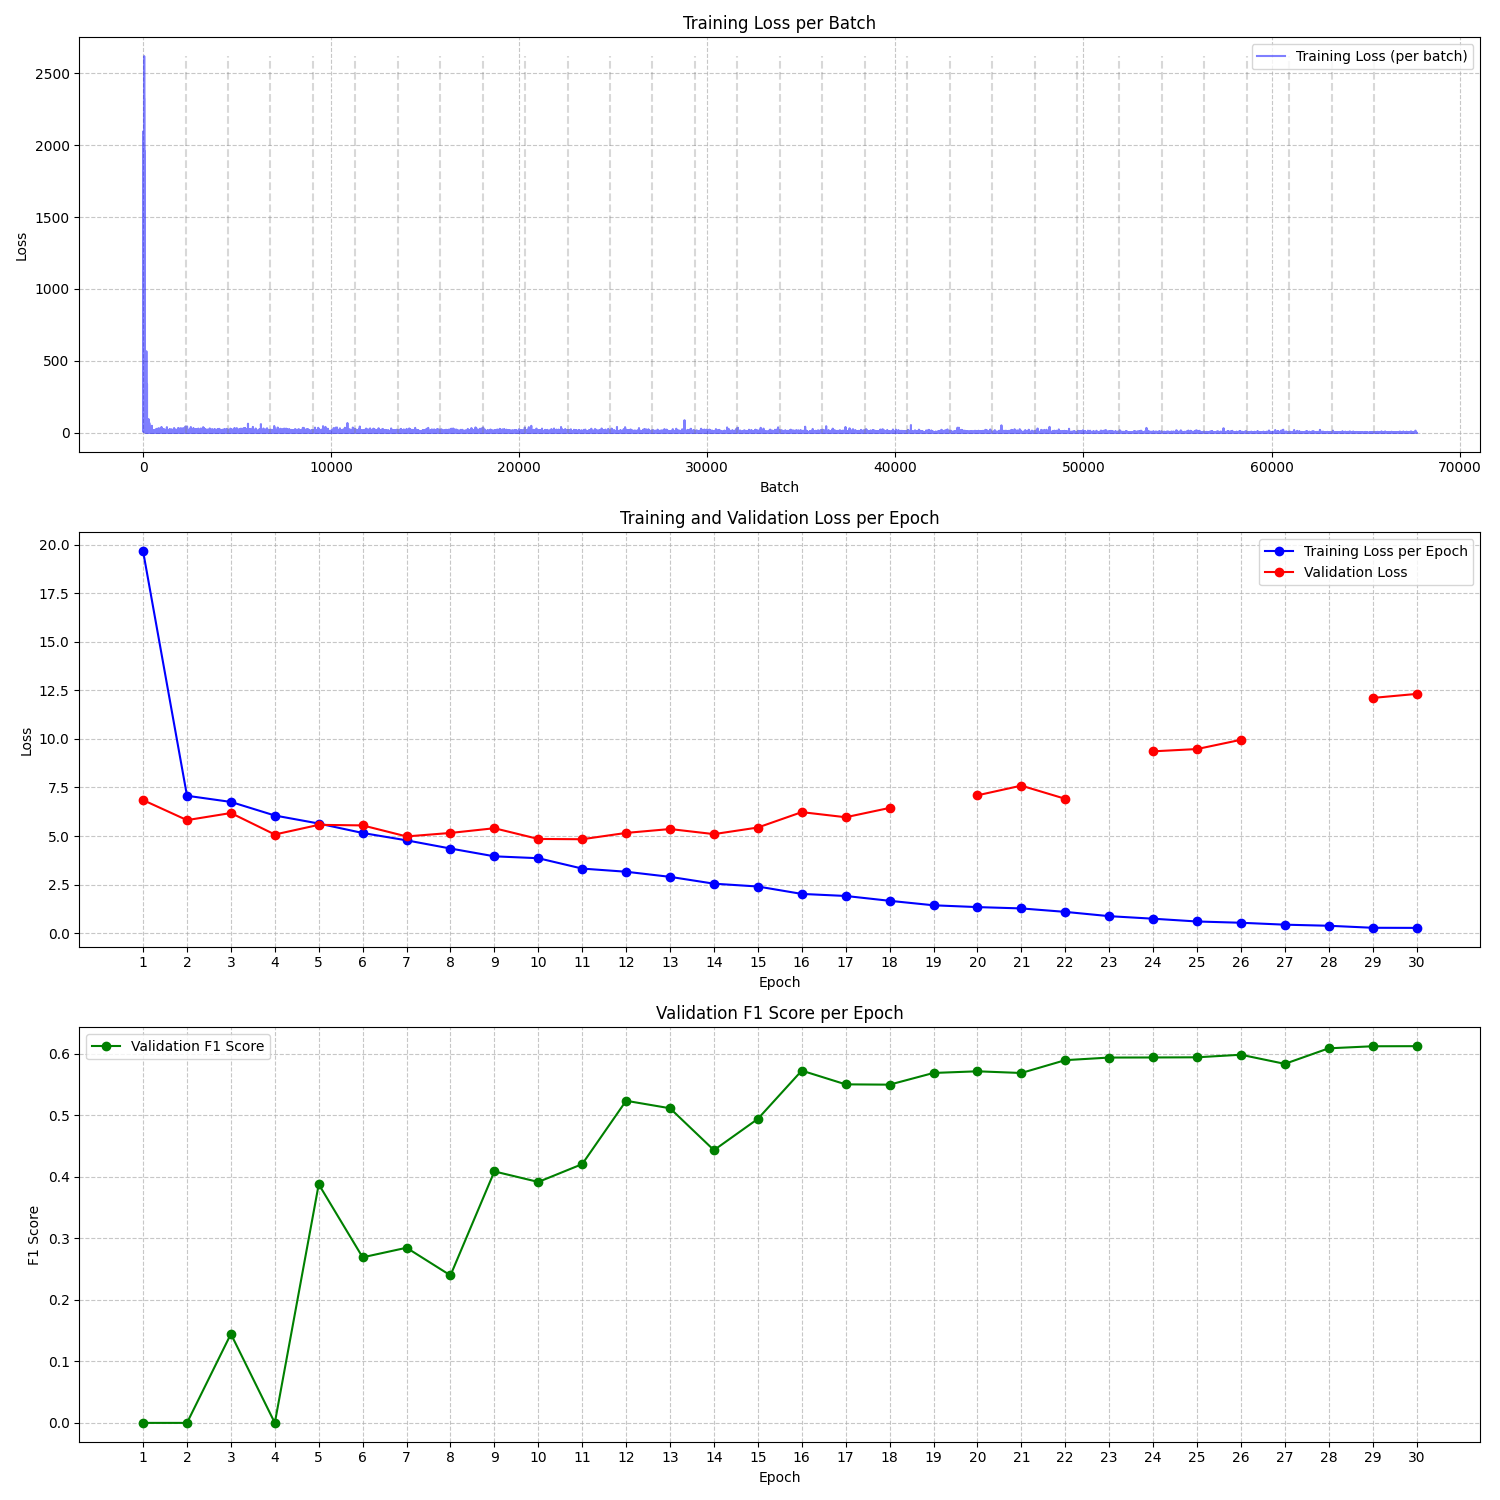 Training Loss per Batch
Training Loss (per batch)
2500
2000
1500
1000
500
0
Loss
0 10000 20000 30000 40000 50000 60000 70000
Batch
Training and Validation Loss per Epoch
Training Loss per Epoch
Validation Loss
20.0
17.5
15.0
12.5
10.0
7.5
5.0
2.5
0.0
Loss
1 2 3 4 5 6 7 8 9 10 11 12 13 14 15 16 17 18 19 20 21 22 23 24 25 26 27 28 29 30
Epoch
Validation F1 Score per Epoch
Validation F1 Score
0.6
0.5
0.4
0.3
0.2
0.1
0.0
F1 Score
1 2 3 4 5 6 7 8 9 10 11 12 13 14 15 16 17 18 19 20 21 22 23 24 25 26 27 28 29 30
Epoch